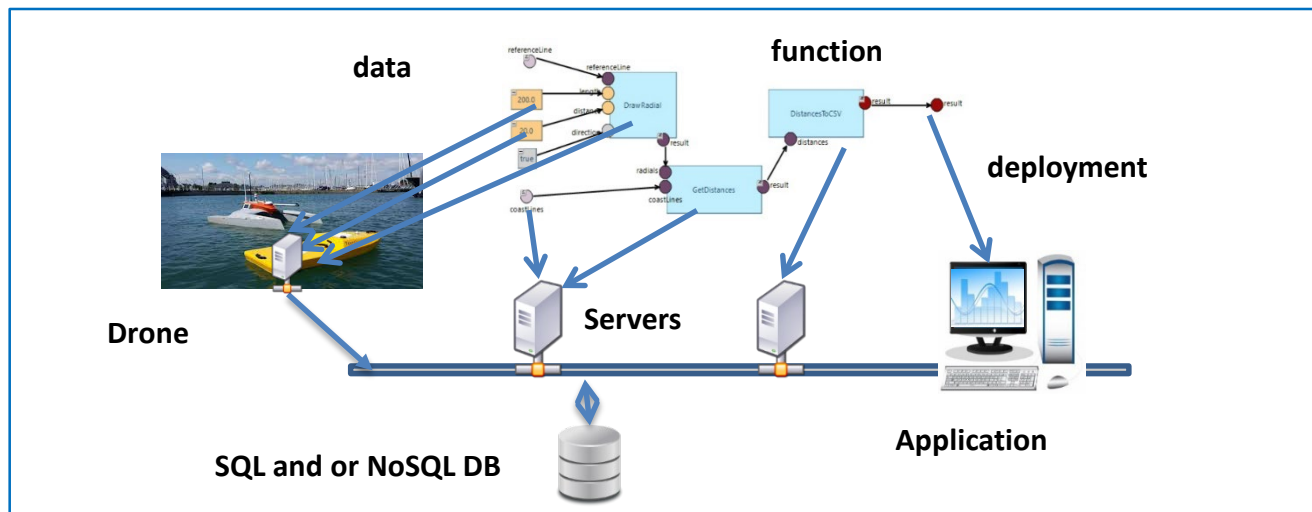 data
function
deployment
referenceLine
referenceLine
length
200.0
distance
20.0
direction
true
DrawRadial
result
radials
coastLines
coastLines
GetDistances
result
distances
DistancesToCSV
result
result
Drone
Servers
Application
SQL and or NoSQL DB